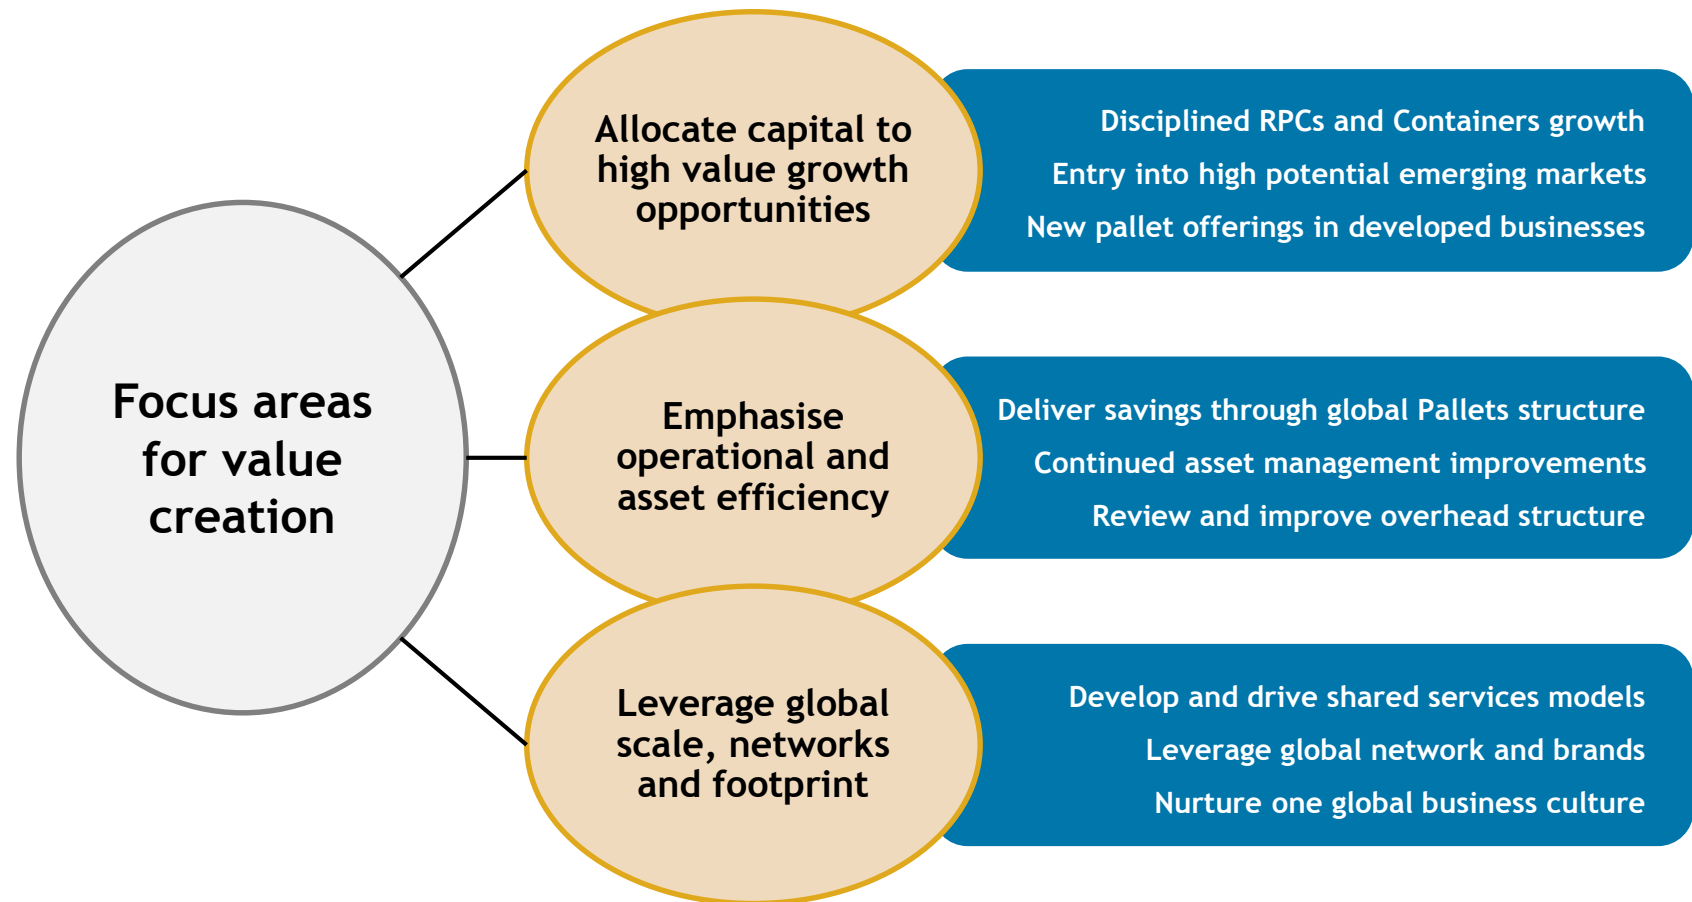 Focus areas
for value
creation
Allocate capital to
high value growth
opportunities
Disciplined RPCs and Containers growth
Entry into high potential emerging markets
New pallet offerings in developed businesses
Emphasise
operational and
asset efficiency
Deliver savings through global Pallets structure
Continued asset management improvements
Review and improve overhead structure
Leverage global
scale, networks
and footprint
Develop and drive shared services models
Leverage global network and brands
Nurture one global business culture